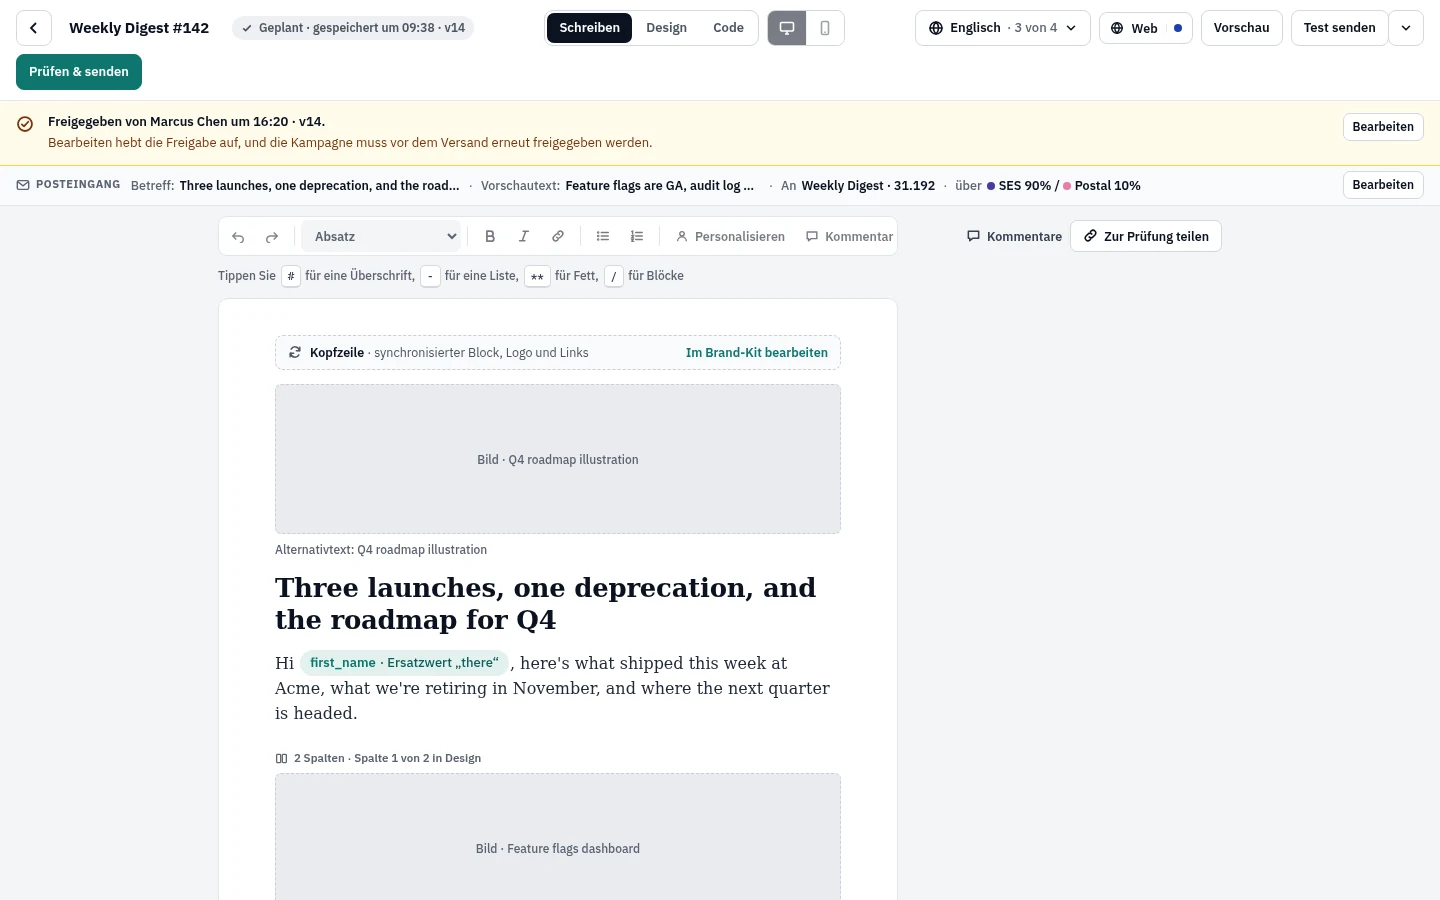 Weekly Digest #142
Geplant · gespeichert um 09:38 · v14
Schreiben
Design
Code
Englisch · 3 von 4
Web
Vorschau
Test senden
Prüfen & senden
Freigegeben von Marcus Chen um 16:20 · v14.
Bearbeiten hebt die Freigabe auf, und die Kampagne muss vor dem Versand erneut freigegeben werden.
Bearbeiten
POSTEINGANG Betreff: Three launches, one deprecation, and the road... · Vorschautext: Feature flags are GA, audit log ... · An Weekly Digest · 31.192 · über SES 90% / Postal 10%
Bearbeiten
Absatz
Personalisieren
Kommentar
Kommentare
Zur Prüfung teilen
Tippen Sie # für eine Überschrift, - für eine Liste, ** für Fett, / für Blöcke
Kopfzeile · synchronisierter Block, Logo und Links
Im Brand-Kit bearbeiten
Bild · Q4 roadmap illustration
Alternativtext: Q4 roadmap illustration
Three launches, one deprecation, and
the roadmap for Q4
Hi first_name · Ersatzwert „there“ , here's what shipped this week at
Acme, what we're retiring in November, and where the next quarter
is headed.
2 Spalten · Spalte 1 von 2 in Design
Bild · Feature flags dashboard